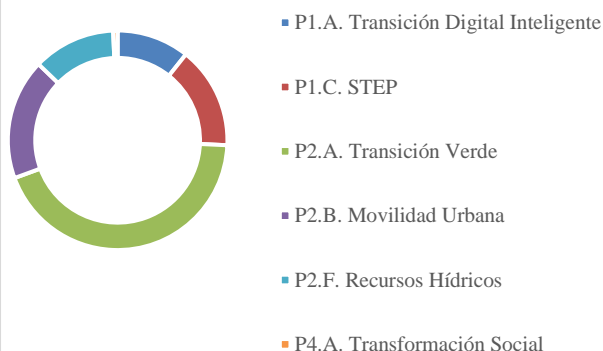 P1.A. Transición Digital Inteligente
P1.C. STEP
P2.A. Transición Verde
P2.B. Movilidad Urbana
P2.F. Recursos Hídricos
P4.A. Transformación Social